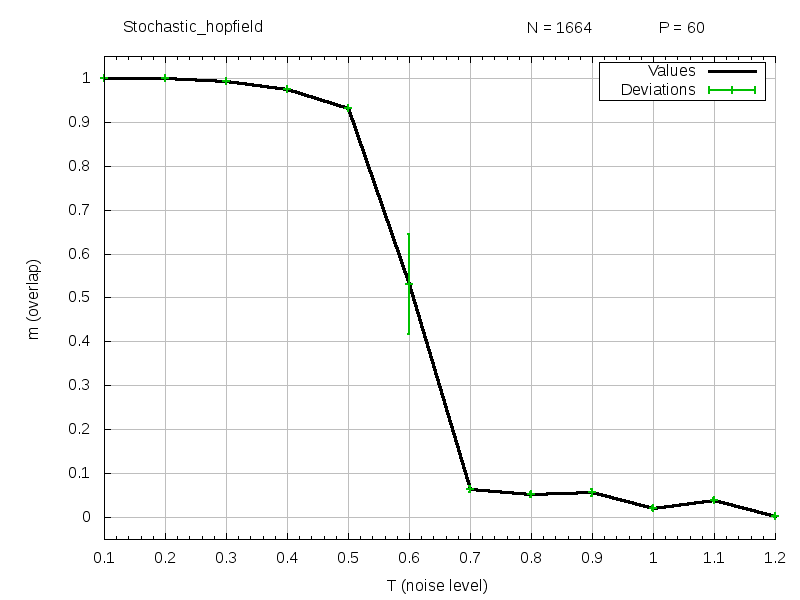 Stochastic_hopfield N = 1664 P = 60
Values
Deviations
1
0.9
0.8
0.7
0.6
0.5
0.4
0.3
0.2
0.1
0
m (overlap)
0.1 0.2 0.3 0.4 0.5 0.6 0.7 0.8 0.9 1 1.1 1.2
T (noise level)